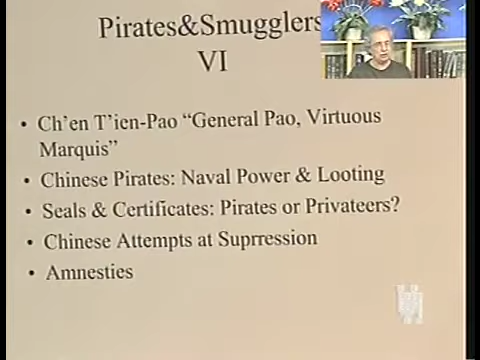 Pirates&Smugglers
VI
• Ch'en T'ien-Pao “General Pao, Virtuous
Marquis”
• Chinese Pirates: Naval Power & Looting
• Seals & Certificates: Pirates or Privateers?
• Chinese Attempts at Suprression
• Amnesties